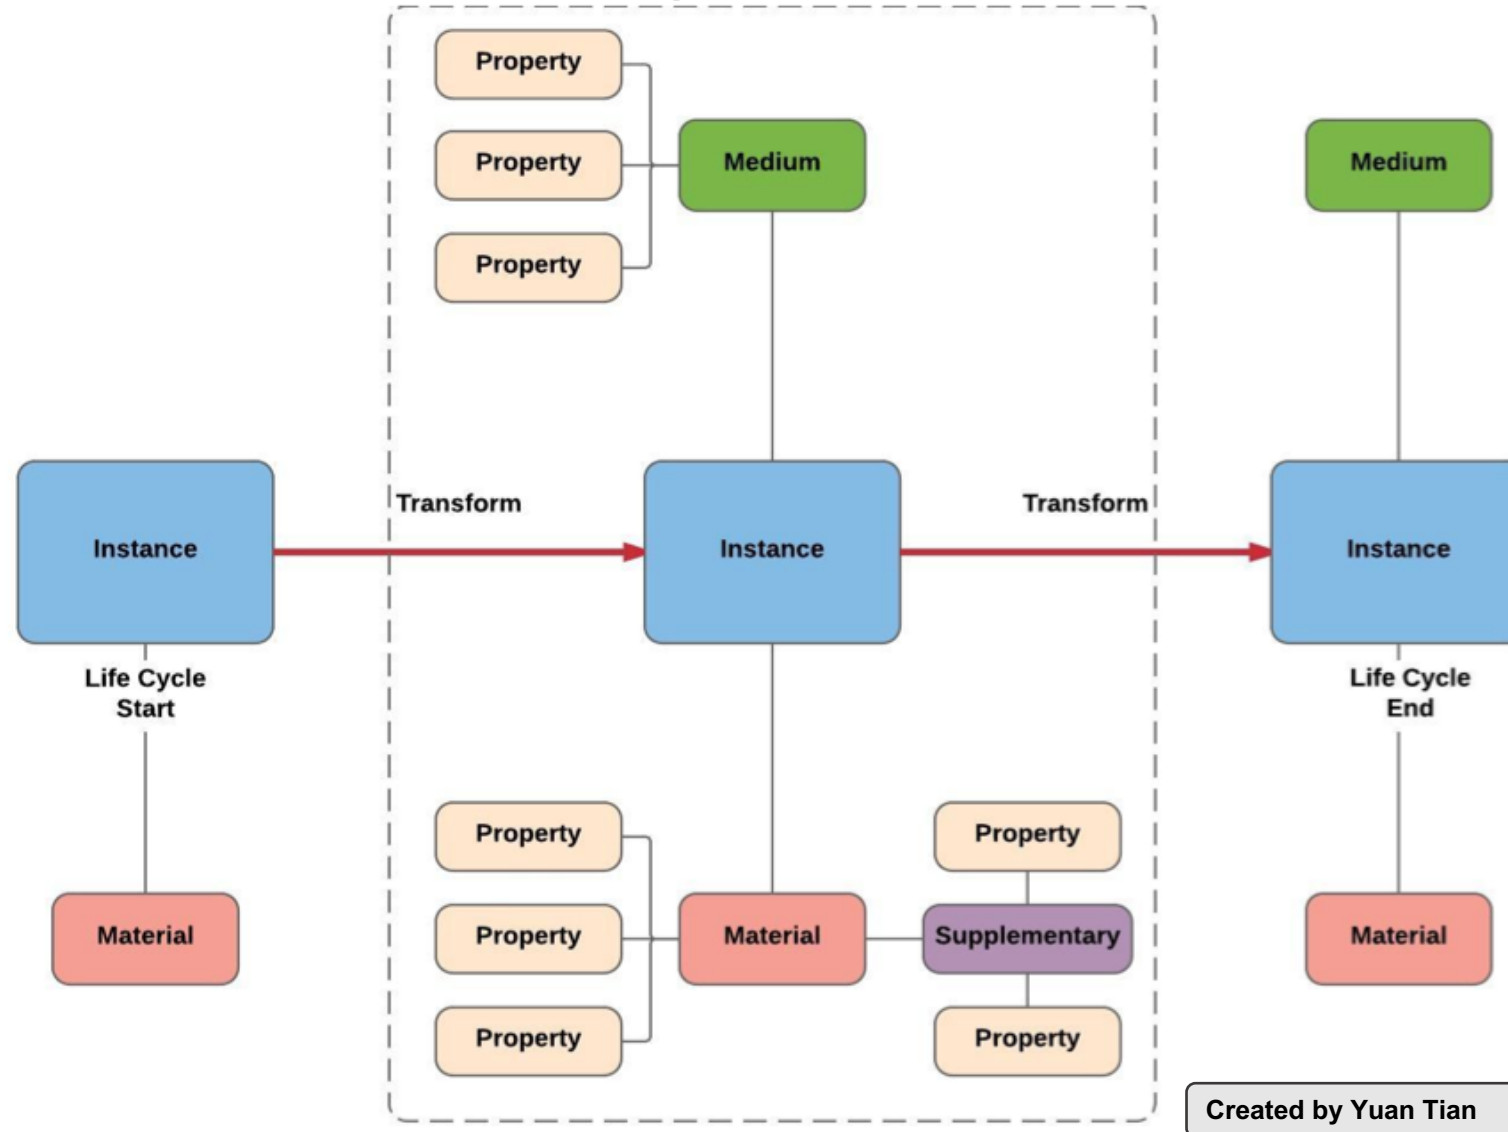 Property
Property
Medium
Medium
Property
Transform
Transform
Instance
Instance
Instance
Life Cycle
Start
Life Cycle
End
Property
Property
Material
Property
Material
Supplementary
Material
Property
Property
Created by Yuan Tian